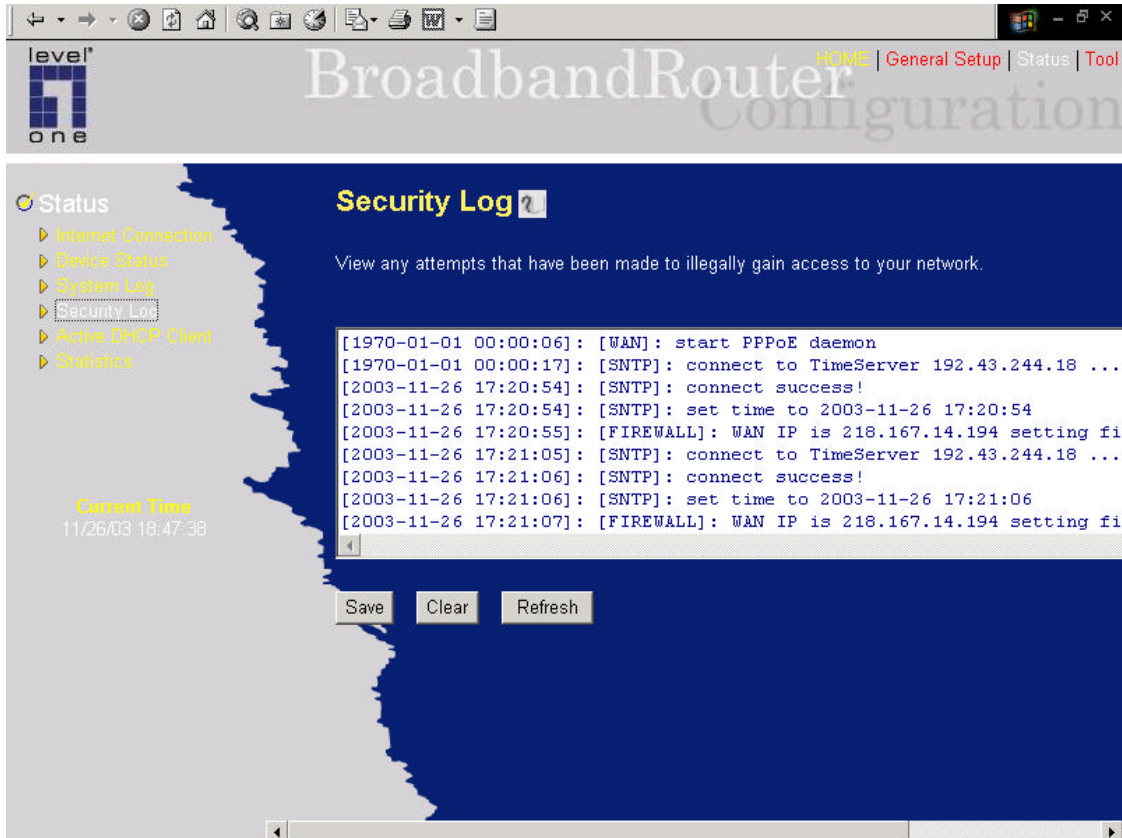 level one
BroadbandRouter
Configuration
HOME | General Setup | Status | Tool
Status
Internet Connection
Device Status
System Log
Security Log
Active DHCP Client
Statistics
Current Time
11/26/03 18:47:38
Security Log
View any attempts that have been made to illegally gain access to your network.
[1970-01-01 00:00:06]: [WAN]: start PPPoE daemon
[1970-01-01 00:00:17]: [SNTP]: connect to TimeServer 192.43.244.18 ...
[2003-11-26 17:20:54]: [SNTP]: connect success!
[2003-11-26 17:20:54]: [SNTP]: set time to 2003-11-26 17:20:54
[2003-11-26 17:20:55]: [FIREWALL]: WAN IP is 218.167.14.194 setting fi
[2003-11-26 17:21:05]: [SNTP]: connect to TimeServer 192.43.244.18 ...
[2003-11-26 17:21:06]: [SNTP]: connect success!
[2003-11-26 17:21:06]: [SNTP]: set time to 2003-11-26 17:21:06
[2003-11-26 17:21:07]: [FIREWALL]: WAN IP is 218.167.14.194 setting fi
Save Clear Refresh